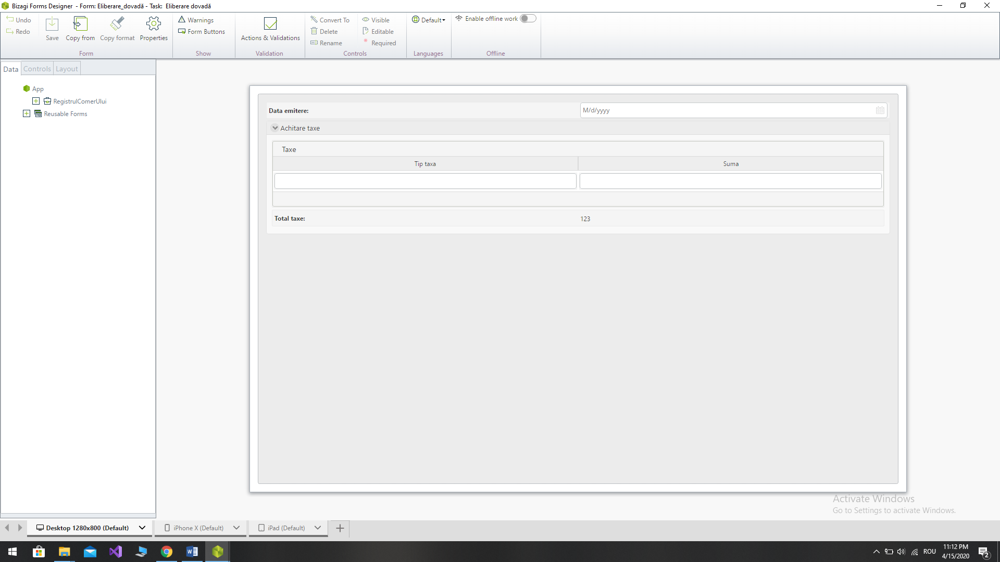 Bizagi Forms Designer - Form: Eliberare_dovadă - Task: Eliberare dovadă
Undo
Redo
Save
Copy from
Copy format
Properties
Form
Warnings
Form Buttons
Show
Actions & Validations
Validation
Convert To
Delete
Rename
Visible
Editable
Required
Controls
Default
Languages
Enable offline work
Offline
Data
Controls
Layout
App
RegistrulComerUlui
Reusable Forms
Data emitere:
M/d/yyyy
Achitare taxe
Taxe
Tip taxa
Suma
Total taxe:
123
Activate Windows
Go to Settings to activate Windows.
Desktop 1280x800 (Default)
iPhone X (Default)
iPad (Default)
ROU
11:12 PM
4/15/2020
2